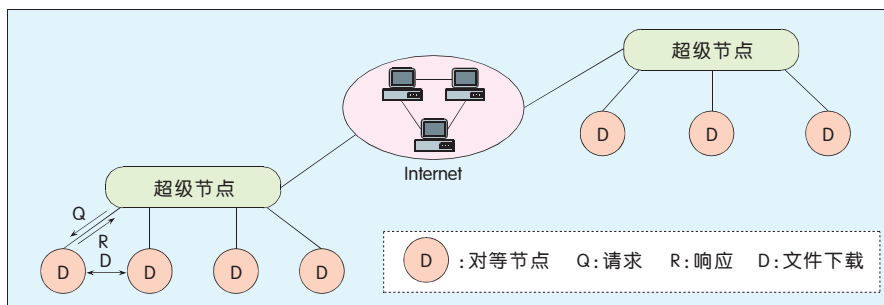 超级节点
D D D
Internet
超级节点
Q
R
D
D D D D
D :对等节点 Q:请求 R:响应 D:文件下载